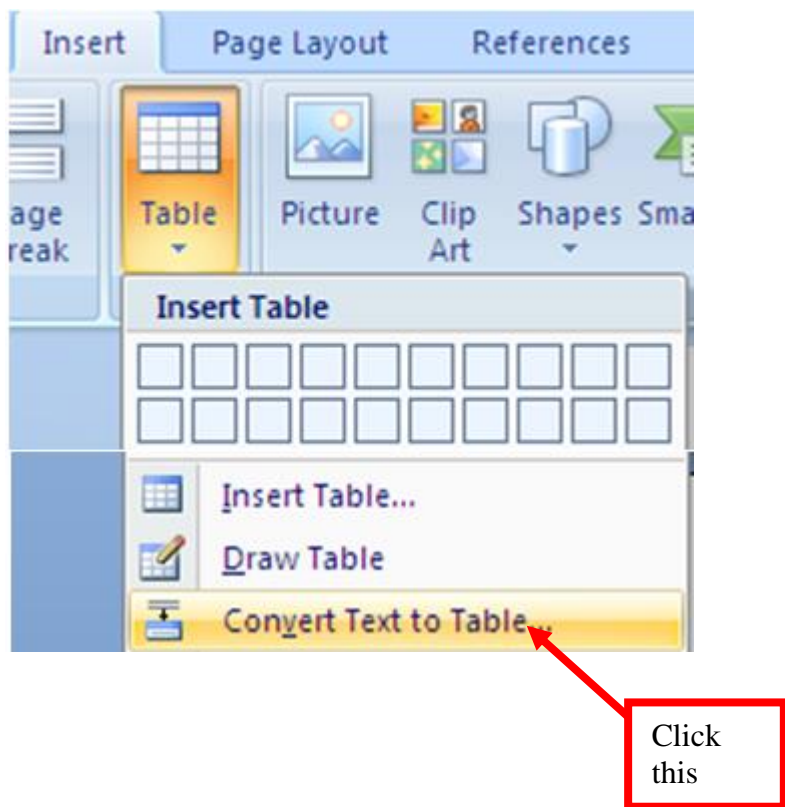 Insert Page Layout References
age
reak
Table
Picture
Clip
Art
Shapes
Sma
Insert Table
Insert Table...
Draw Table
Convert Text to Table...
Click
this